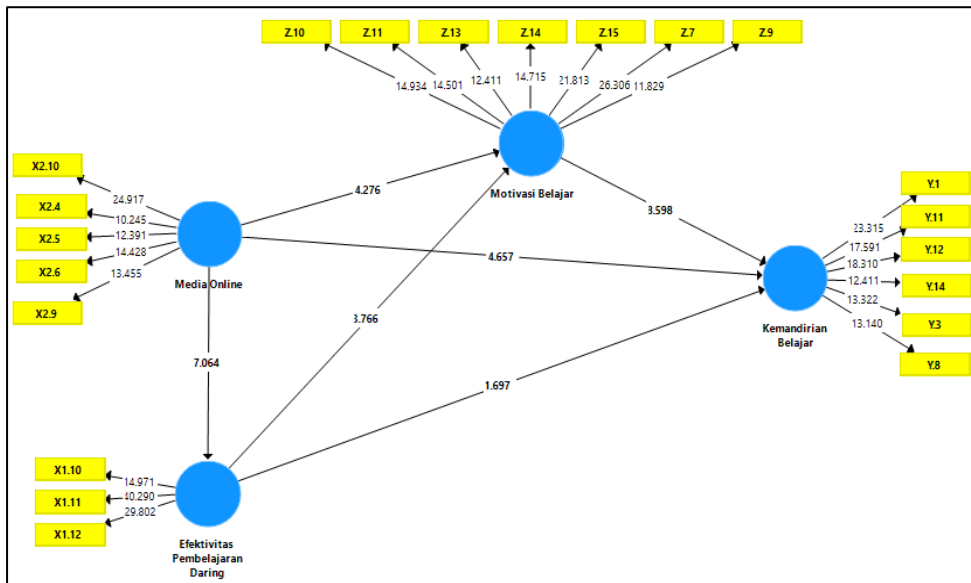 Z.10
Z.11
Z.13
Z.14
Z.15
Z.7
Z.9
14.934
14.501
12.411
14.715
21.813
26.306
11.829
Motivasi Belajar
X2.10
X2.4
X2.5
X2.6
X2.9
24.917
10.245
12.391
14.428
13.455
Media Online
4.276
3.598
4.657
3.766
7.064
1.697
Y.1
Y.11
Y.12
Y.14
Y.3
Y.8
23.315
17.591
18.310
12.411
13.322
13.140
Kemandirian
Belajar
X1.10
X1.11
X1.12
14.971
40.290
29.802
Efektivitas
Pembelajaran
Daring